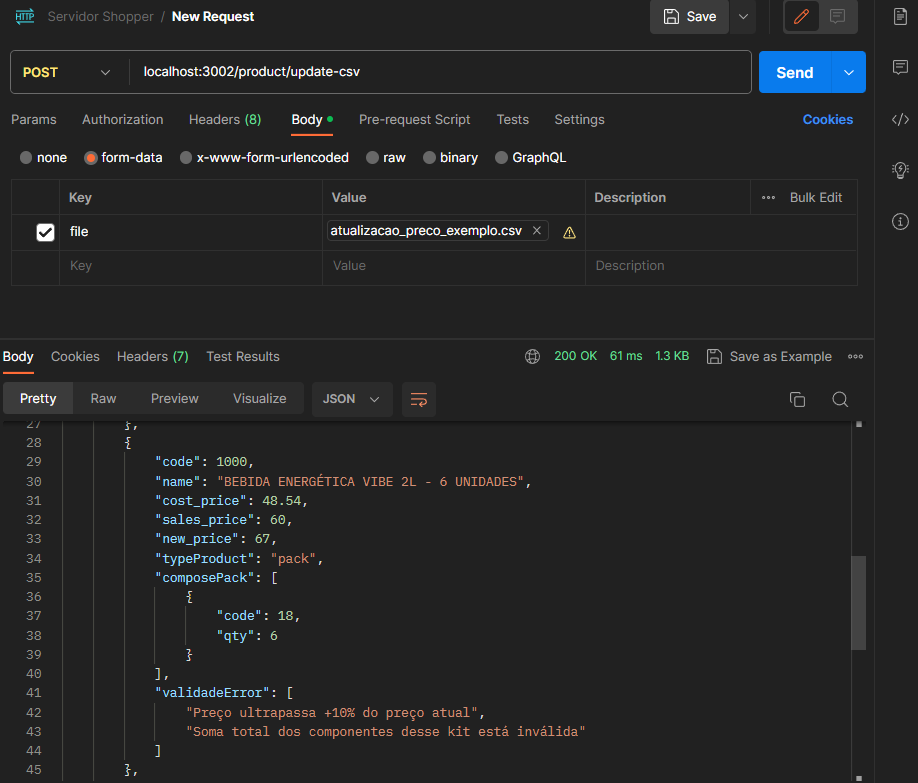 HTTP Servidor Shopper / New Request Save
POST localhost:3002/product/update-csv Send
Params Authorization Headers (8) Body Pre-request Script Tests Settings Cookies
none form-data x-www-form-urlencoded raw binary GraphQL
Key Value Description ... Bulk Edit
file atualizacao_preco_exemplo.csv ×
Key Value Description
Body Cookies Headers (7) Test Results 200 OK 61 ms 1.3 KB Save as Example
Pretty Raw Preview Visualize JSON
27 },
28 {
29 "code": 1000,
30 "name": "BEBIDA ENERGÉTICA VIBE 2L - 6 UNIDADES",
31 "cost_price": 48.54,
32 "sales_price": 60,
33 "new_price": 67,
34 "typeProduct": "pack",
35 "composePack": [
36 {
37 "code": 18,
38 "qty": 6
39 }
40 ],
41 "validadeError": [
42 "Preço ultrapassa +10% do preço atual",
43 "Soma total dos componentes desse kit está inválida"
44 ]
45 },